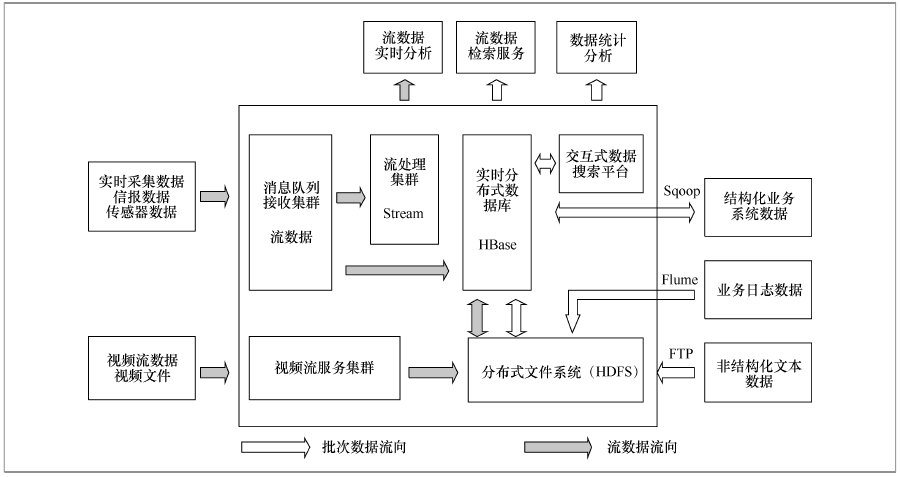 流数据
实时分析
流数据
检索服务
数据统计
分析
实时采集数据
信报数据
传感器数据
消息队列
接收集群
流数据
流处理
集群
Stream
实时分
布式数
据库
HBase
交互式数据
搜索平台
Sqoop
结构化业务
系统数据
Flume
业务日志数据
视频流数据
视频文件
视频流服务集群
分布式文件系统（HDFS）
FTP
非结构化文本
数据
批次数据流向
流数据流向